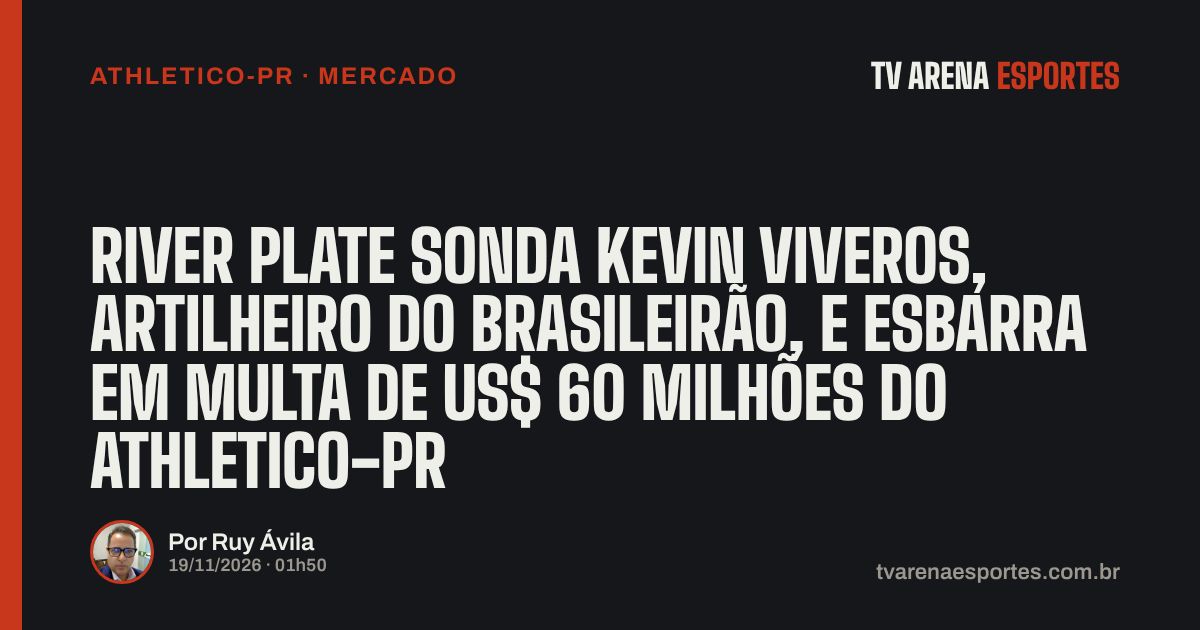 ATHLETICO-PR · MERCADO
TV ARENA ESPORTES
RIVER PLATE SONDA KEVIN VIVEROS,
ARTILHEIRO DO BRASILEIRÃO, E ESBARRA
EM MULTA DE US$ 60 MILHÕES DO
ATHLETICO-PR
Por Ruy Ávila
19/11/2026 · 01h50
tvarenaesportes.com.br